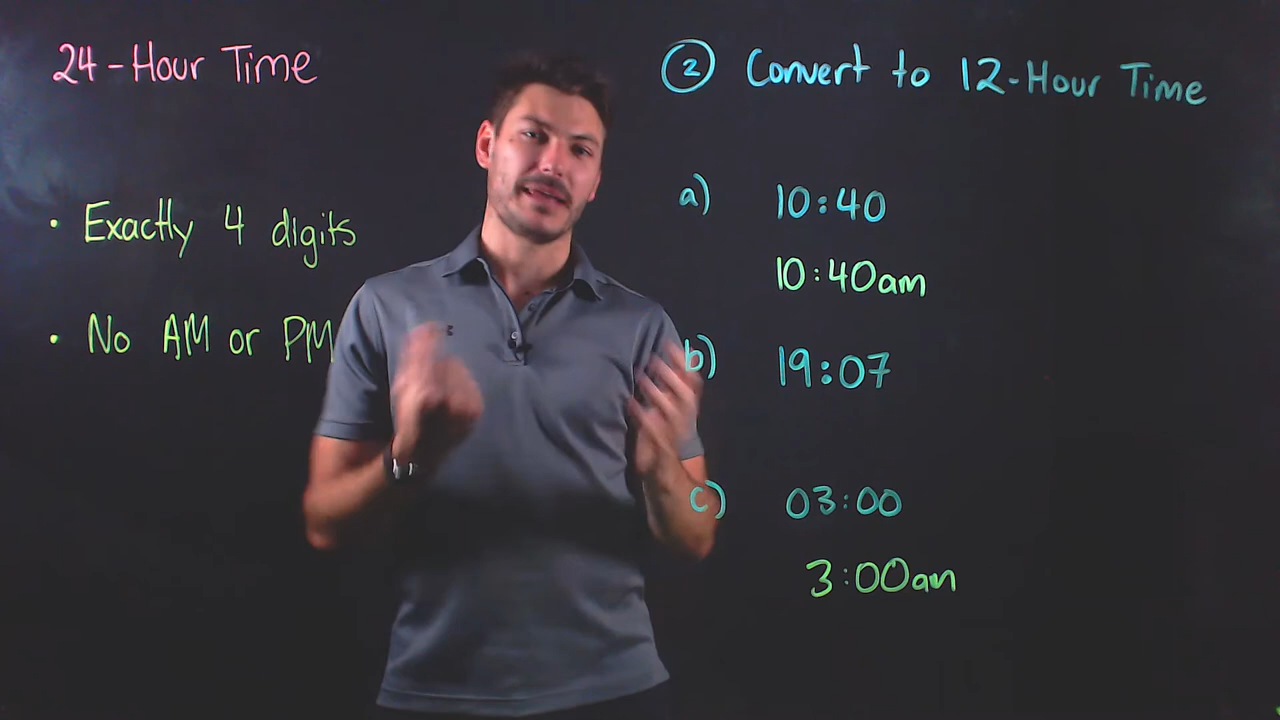 24-Hour Time
• Exactly 4 digits
• No AM or PM
② Convert to 12-Hour Time
a) 10:40
10:40am
b) 19:07
c) 03:00
3:00am